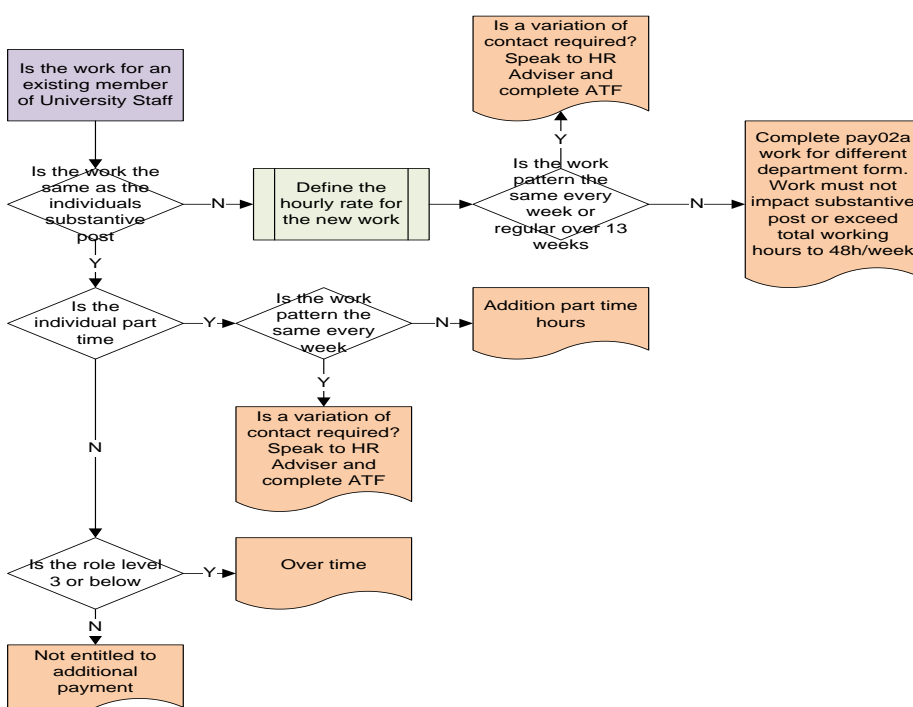 Is a variation of
contact required?
Speak to HR
Adviser and
complete ATF
Is the work for an
existing member
of University Staff
Y
Is the work the
same as the
individuals
substantive
post
N
Define the
hourly rate for
the new work
Is the work
pattern the
same every
week or
regular over 13
weeks
N
Complete pay02a
work for different
department form.
Work must not
impact substantive
post or exceed
total working
hours to 48h/week
Y
Is the
individual part
time
Y
Is the work
pattern the
same every
week
N
Addition part time
hours
Y
Is a variation of
contact required?
Speak to HR
Adviser and
complete ATF
N
Is the role level
3 or below
Y
Over time
N
Not entitled to
additional
payment